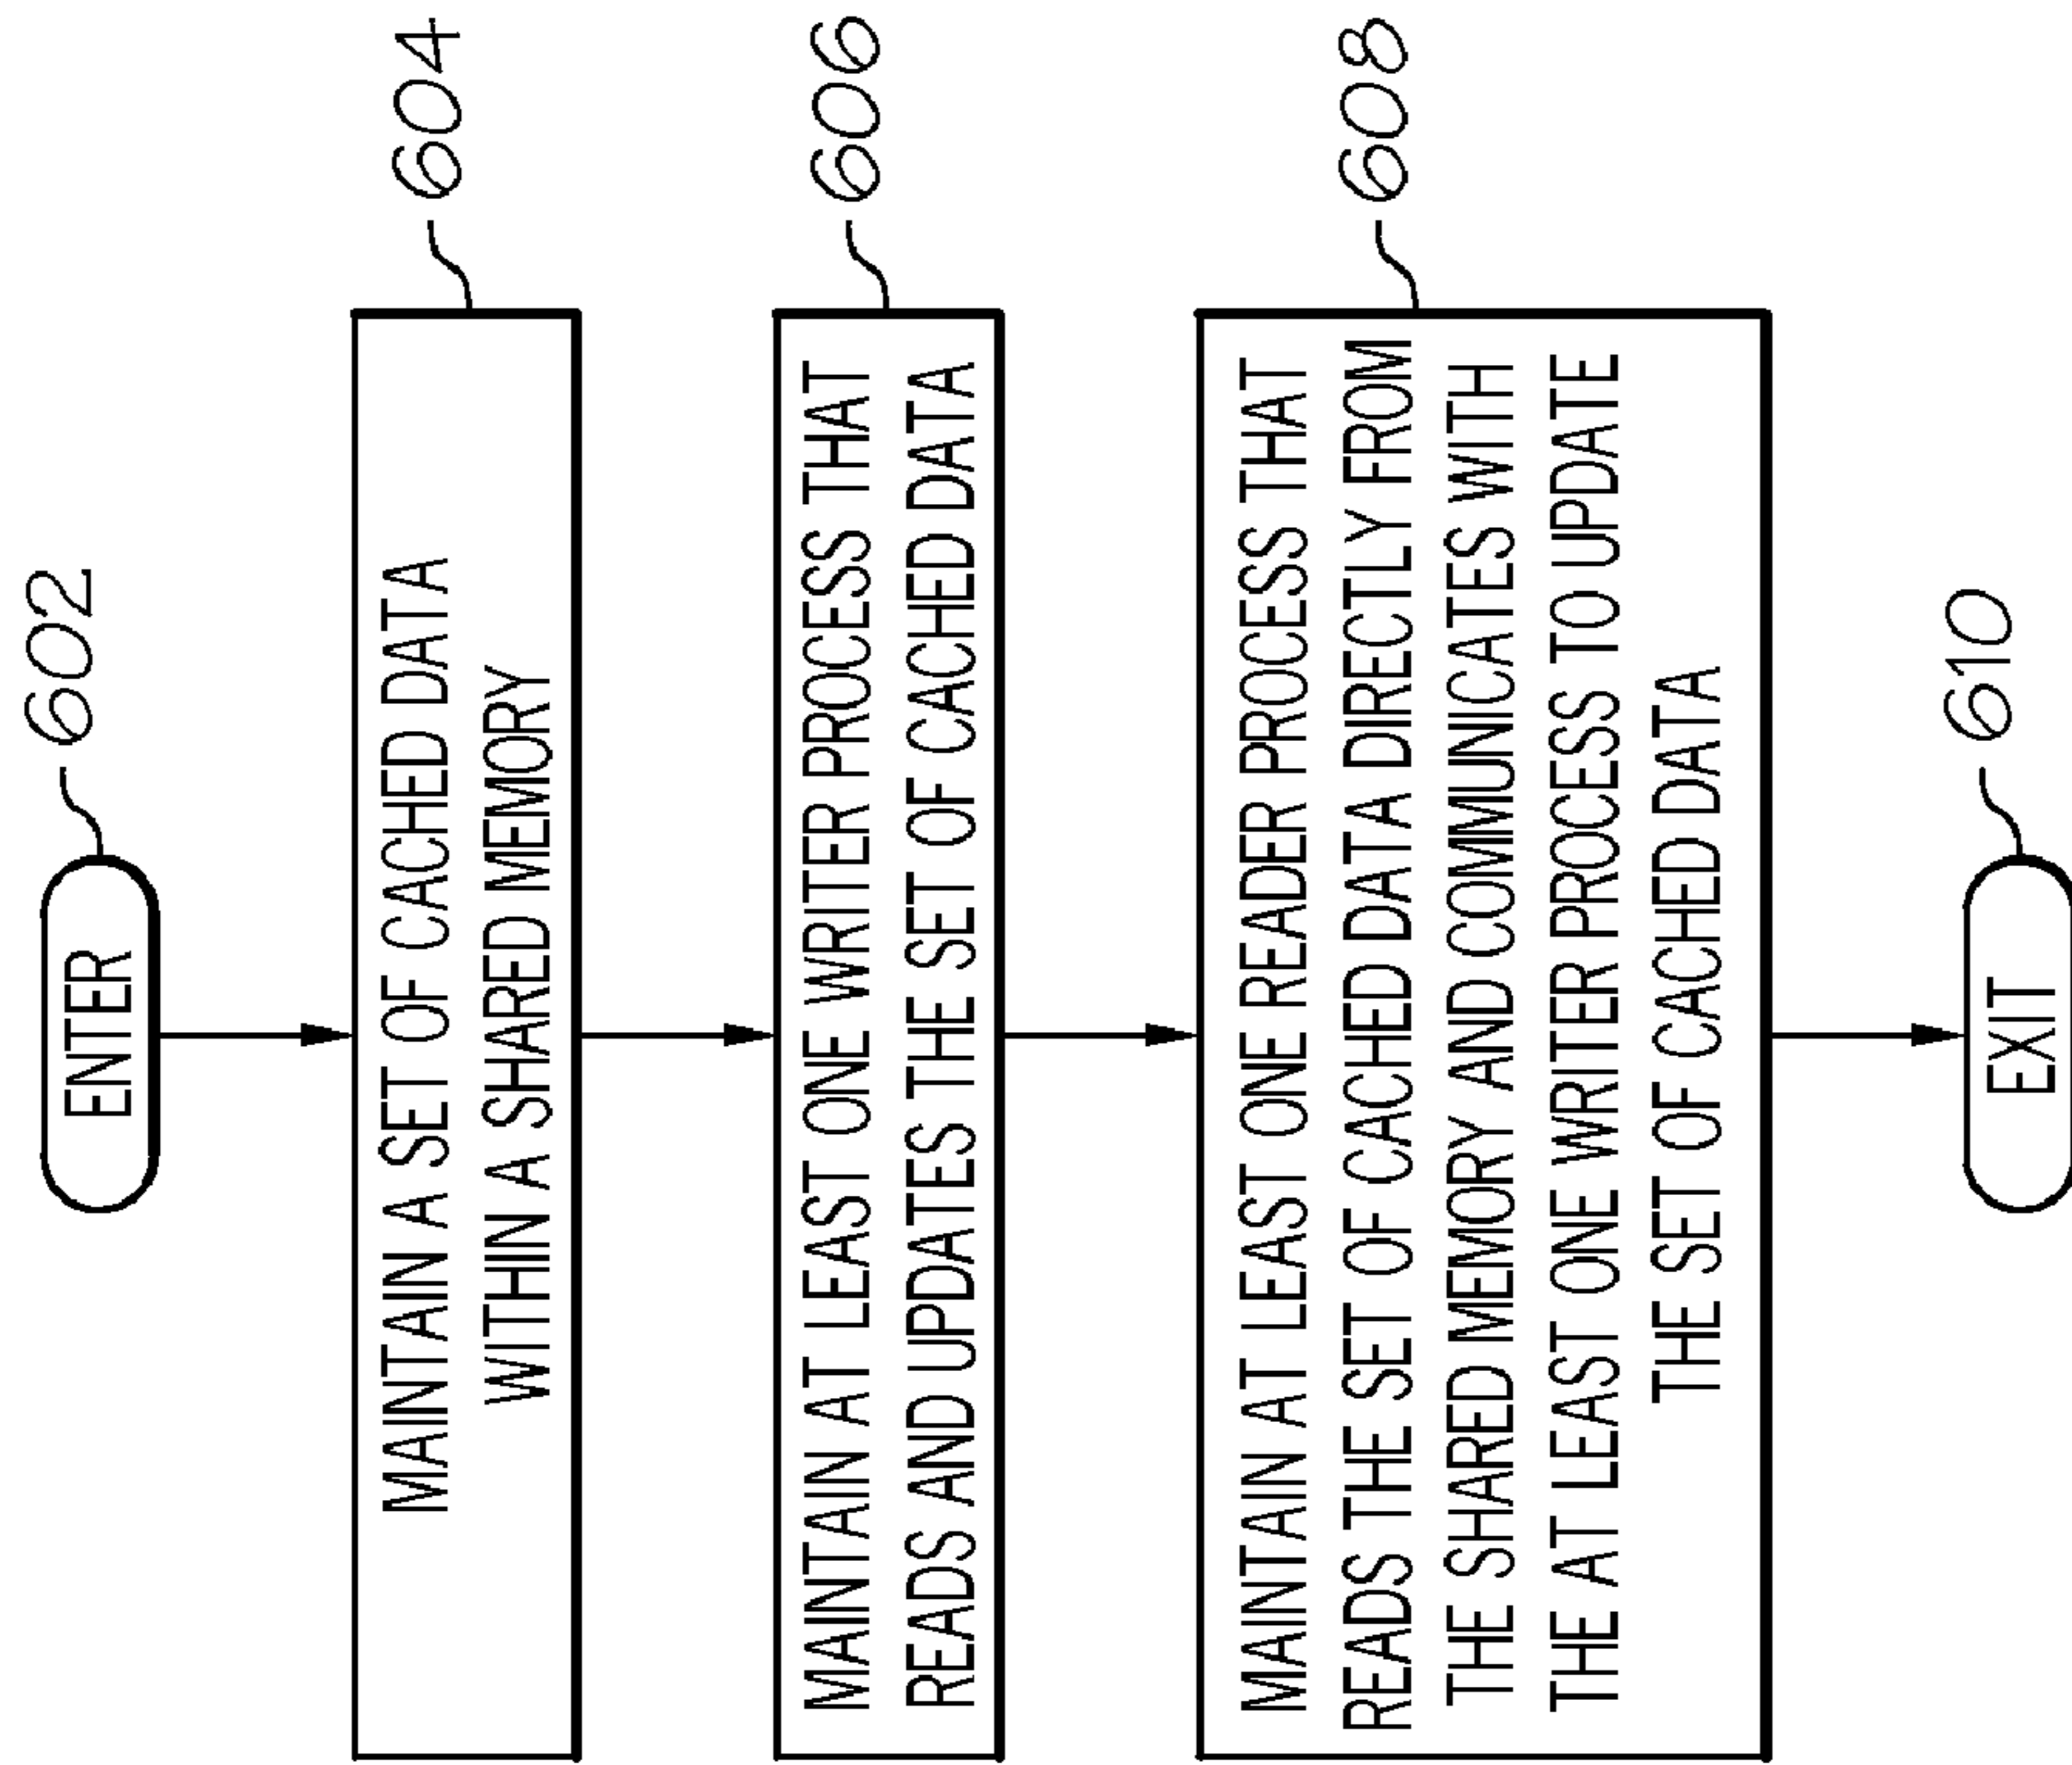 602
ENTER
604
MAINTAIN A SET OF CACHED DATA
WITHIN A SHARED MEMORY
606
MAINTAIN AT LEAST ONE WRITER PROCESS THAT
READS AND UPDATES THE SET OF CACHED DATA
608
MAINTAIN AT LEAST ONE READER PROCESS THAT
READS THE SET OF CACHED DATA DIRECTLY FROM
THE SHARED MEMORY AND COMMUNICATES WITH
THE AT LEAST ONE WRITER PROCESS TO UPDATE
THE SET OF CACHED DATA
610
EXIT